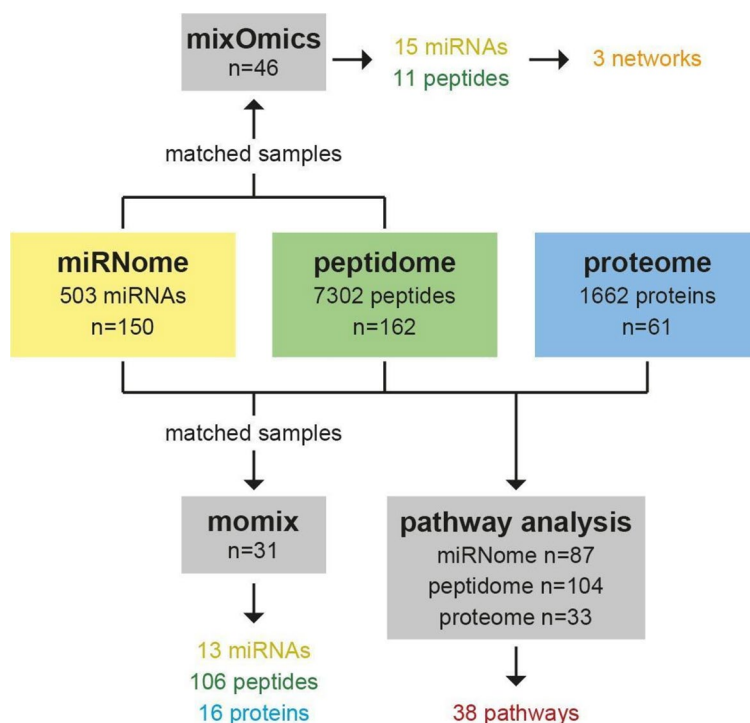 mixOmics
n=46
15 miRNAs
11 peptides
3 networks
matched samples
miRNome
503 miRNAs
n=150
peptidome
7302 peptides
n=162
proteome
1662 proteins
n=61
matched samples
momix
n=31
pathway analysis
miRNome n=87
peptidome n=104
proteome n=33
13 miRNAs
106 peptides
16 proteins
38 pathways